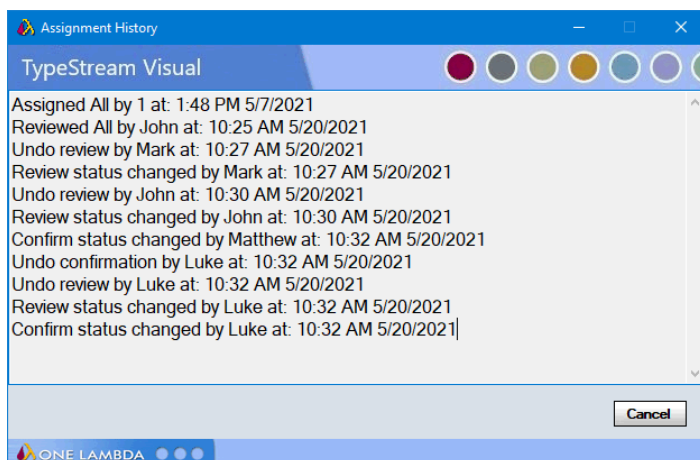 Assignment History
TypeStream Visual
Assigned All by 1 at: 1:48 PM 5/7/2021
Reviewed All by John at: 10:25 AM 5/20/2021
Undo review by Mark at: 10:27 AM 5/20/2021
Review status changed by Mark at: 10:27 AM 5/20/2021
Undo review by John at: 10:30 AM 5/20/2021
Review status changed by John at: 10:30 AM 5/20/2021
Confirm status changed by Matthew at: 10:32 AM 5/20/2021
Undo confirmation by Luke at: 10:32 AM 5/20/2021
Undo review by Luke at: 10:32 AM 5/20/2021
Review status changed by Luke at: 10:32 AM 5/20/2021
Confirm status changed by Luke at: 10:32 AM 5/20/2021
Cancel
ONE LAMBDA